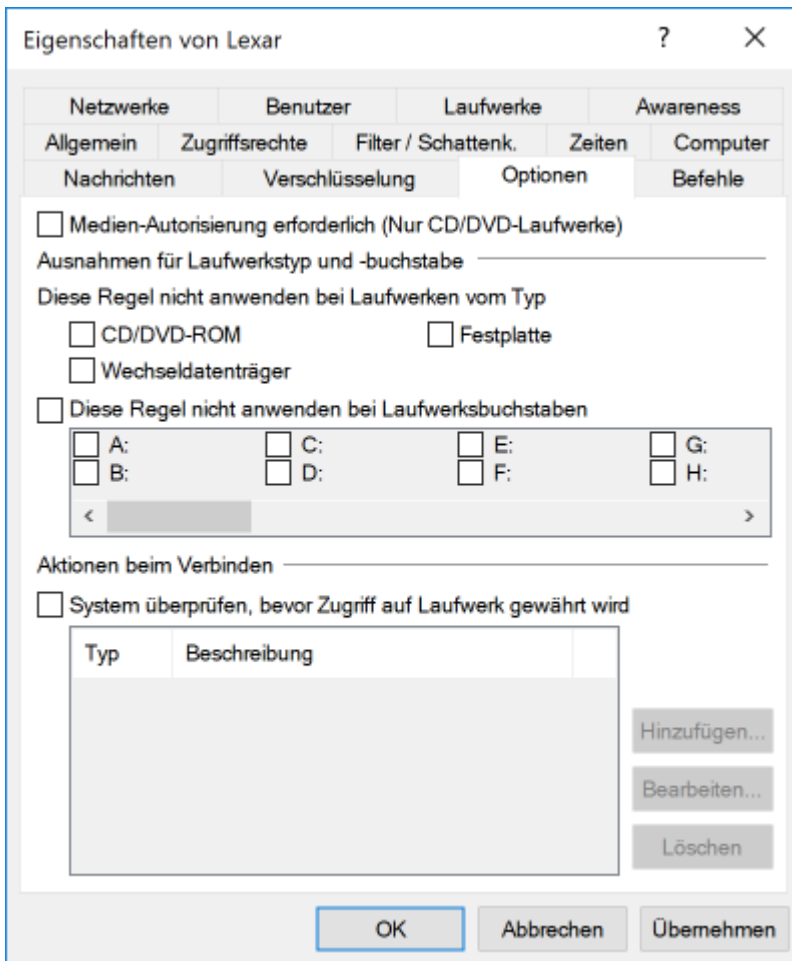 Eigenschaften von Lexar
Netzwerke Benutzer Laufwerke Awareness
Allgemein Zugriffsrechte Filter / Schattenk. Zeiten Computer
Nachrichten Verschlüsselung Optionen Befehle
Medien-Autorisierung erforderlich (Nur CD/DVD-Laufwerke)
Ausnahmen für Laufwerkstyp und -buchstabe
Diese Regel nicht anwenden bei Laufwerken vom Typ
CD/DVD-ROM Festplatte
Wechseldatenträger
Diese Regel nicht anwenden bei Laufwerksbuchstaben
A: C: E: G:
B: D: F: H:
Aktionen beim Verbinden
System überprüfen, bevor Zugriff auf Laufwerk gewährt wird
Typ Beschreibung
Hinzufügen...
Bearbeiten...
Löschen
OK Abbrechen Übernehmen